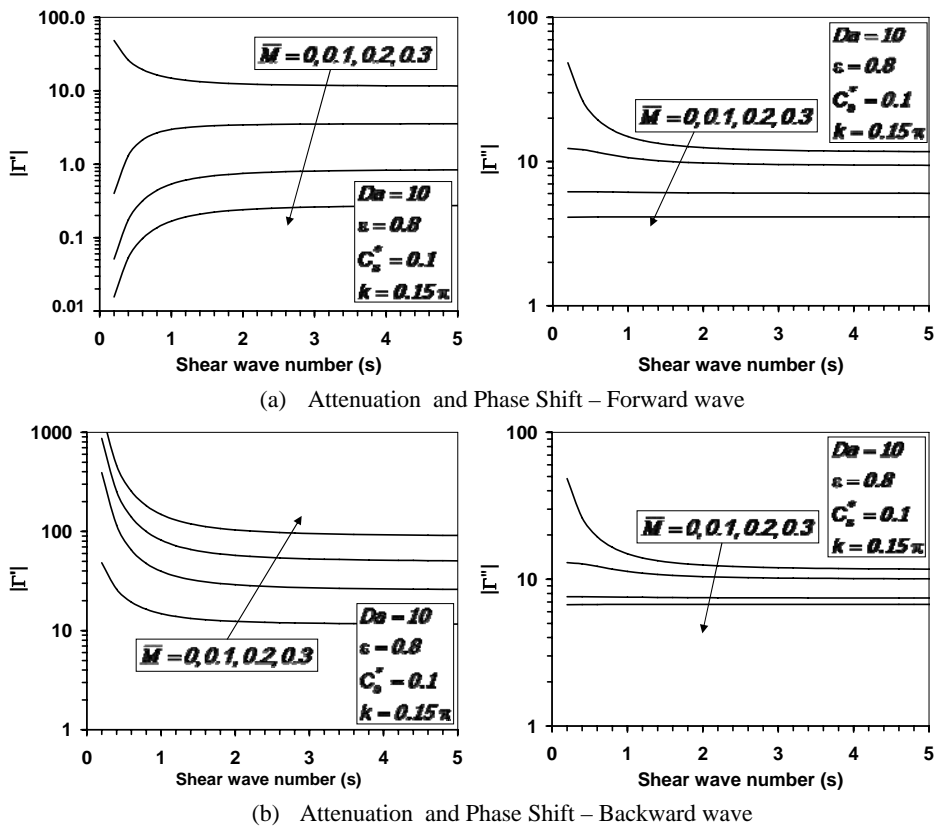 100.0
10.0
1.0
0.1
0.01
|Γ'|
M̅ = 0,0.1, 0.2, 0.3
Da = 10
ε = 0.8
C_s^* = 0.1
k = 0.15π
0 1 2 3 4 5
Shear wave number (s)
100
10
1
|Γ''|
Da = 10
ε = 0.8
C_s^* = 0.1
k = 0.15π
M̅ = 0,0.1, 0.2, 0.3
0 1 2 3 4 5
Shear wave number (s)
(a) Attenuation and Phase Shift – Forward wave
1000
100
10
1
|Γ'|
M̅ = 0,0.1, 0.2, 0.3
Da = 10
ε = 0.8
C_s^* = 0.1
k = 0.15π
0 1 2 3 4 5
Shear wave number (s)
100
10
1
|Γ''|
Da = 10
ε = 0.8
C_s^* = 0.1
k = 0.15π
M̅ = 0,0.1, 0.2, 0.3
0 1 2 3 4 5
Shear wave number (s)
(b) Attenuation and Phase Shift – Backward wave